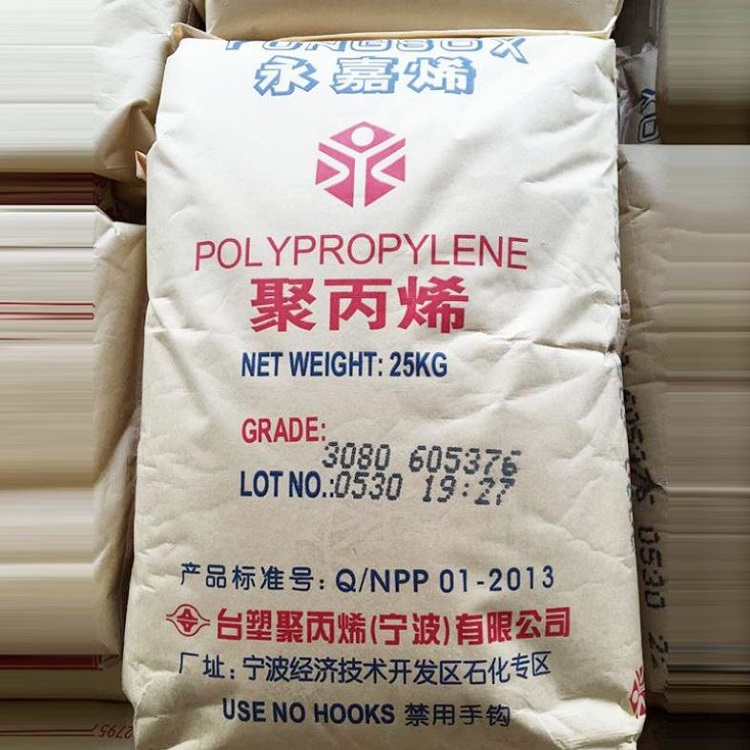 YUNGSOX
永嘉烯
POLYPROPYLENE
聚丙烯
NET WEIGHT: 25KG
GRADE:
3080 605376
LOT NO.:0530 19:27
产品标准号: Q/NPP 01-2013
台塑聚丙烯(宁波)有限公司
厂址: 宁波经济技术开发区石化专区
USE NO HOOKS 禁用手钩
605376 0530